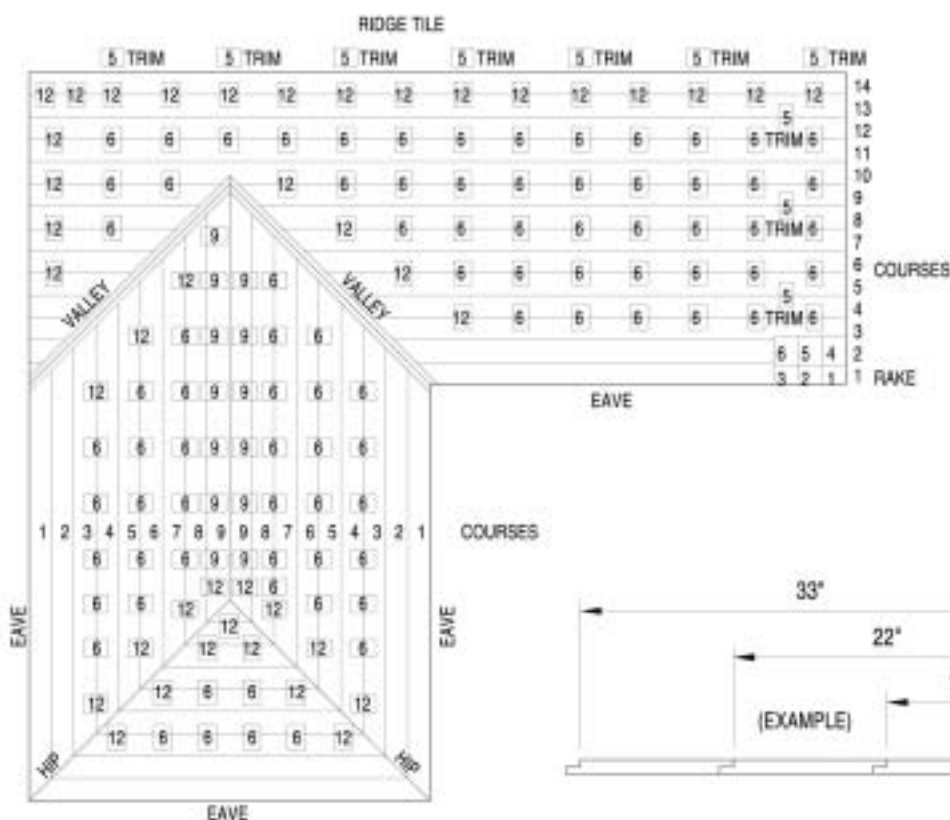 RIDGE TILE
5 TRIM 5 TRIM 5 TRIM 5 TRIM 5 TRIM 5 TRIM 5 TRIM
12 12 12 12 12 12 12 12 12 12 12 12 12 12 12 14
13
5
12 6 6 6 6 6 6 6 6 6 6 6 6 TRIM 6 12
11
12 6 6 12 6 6 6 6 6 6 6 6 6 10
9
5
12 6 9 12 6 6 6 6 6 6 6 TRIM 6 8
7
12 12 6 6 6 6 6 6 6 COURSES
12 9 9 6 5
VALLEY VALLEY
5
12 6 6 6 6 6 TRIM 6 4
12 6 9 9 6 6 3
6 5 4 2
3 2 1 1 RAKE
EAVE
12 6 6 9 9 6 6 6
6 6 6 9 9 6 6 6
6 6 6 9 9 6 6 6
1 2 3 4 5 6 7 8 9 9 8 7 6 5 4 3 2 1 COURSES
6 6 6 9 9 6 6 6
12 12 6
6 6 12 12 6 6
12
EAVE EAVE
6 12 12 12 12 6
12 6 6 12
12 12
12 6 6 6 6 12
HIP HIP
EAVE
33"
22"
(EXAMPLE)